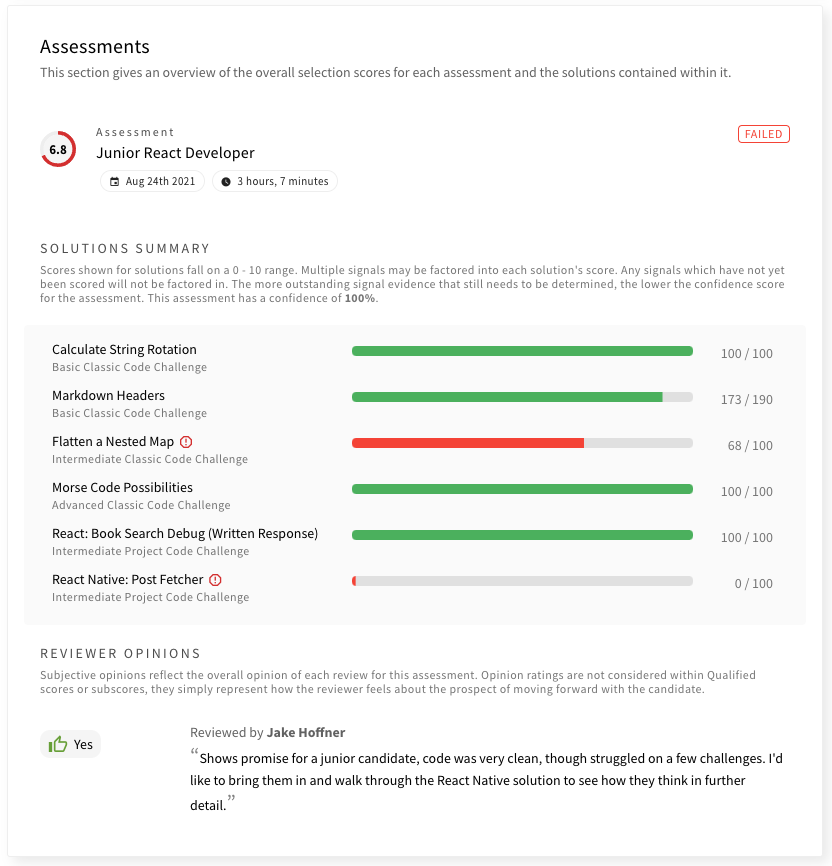 Assessments
This section gives an overview of the overall selection scores for each assessment and the solutions contained within it.
6.8
Assessment
FAILED
Junior React Developer
Aug 24th 2021
3 hours, 7 minutes
SOLUTIONS SUMMARY
Scores shown for solutions fall on a 0 - 10 range. Multiple signals may be factored into each solution's score. Any signals which have not yet
been scored will not be factored in. The more outstanding signal evidence that still needs to be determined, the lower the confidence score
for the assessment. This assessment has a confidence of 100%.
Calculate String Rotation
Basic Classic Code Challenge
100 / 100
Markdown Headers
Basic Classic Code Challenge
173 / 190
Flatten a Nested Map
Intermediate Classic Code Challenge
68 / 100
Morse Code Possibilities
Advanced Classic Code Challenge
100 / 100
React: Book Search Debug (Written Response)
Intermediate Project Code Challenge
100 / 100
React Native: Post Fetcher
Intermediate Project Code Challenge
0 / 100
REVIEWER OPINIONS
Subjective opinions reflect the overall opinion of each review for this assessment. Opinion ratings are not considered within Qualified
scores or subscores, they simply represent how the reviewer feels about the prospect of moving forward with the candidate.
Yes
Reviewed by Jake Hoffner
“Shows promise for a junior candidate, code was very clean, though struggled on a few challenges. I'd
like to bring them in and walk through the React Native solution to see how they think in further
detail.”